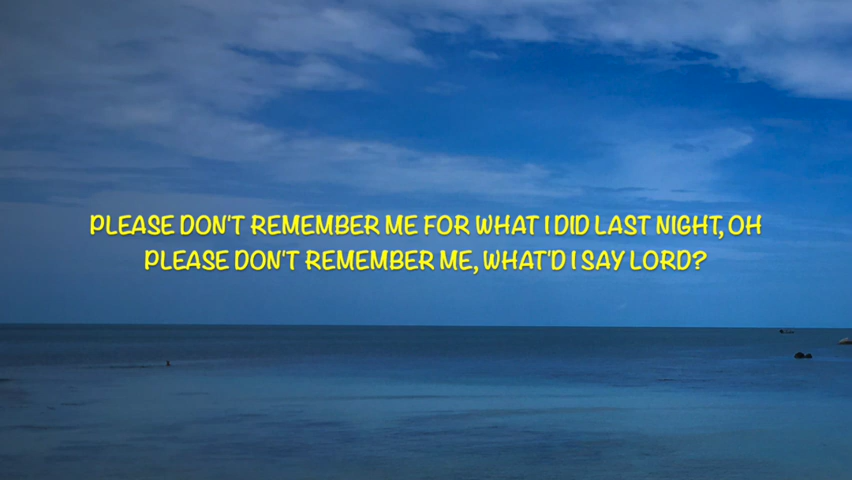 PLEASE DON'T REMEMBER ME FOR WHAT I DID LAST NIGHT, OH
PLEASE DON'T REMEMBER ME, WHAT'D I SAY LORD?